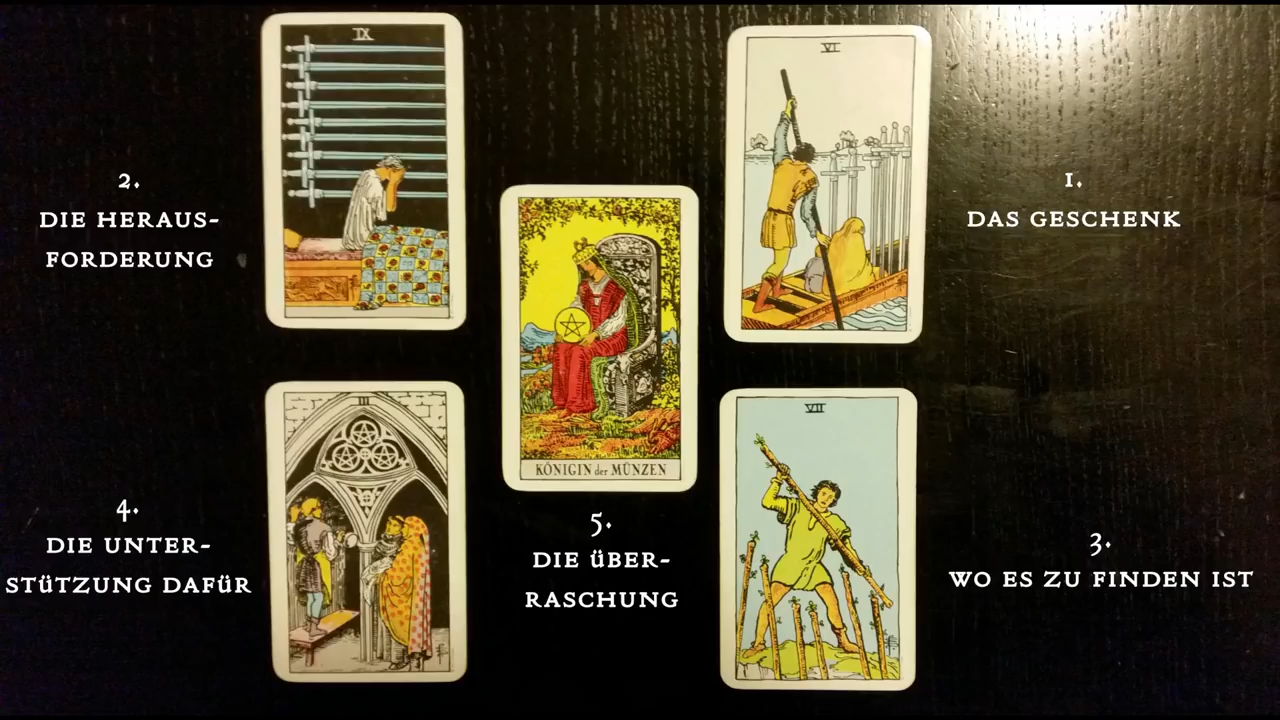 IX
VI
2.
DIE HERAUS-
FORDERUNG
1.
DAS GESCHENK
KÖNIGIN der MÜNZEN
III
VII
4.
DIE UNTER-
STÜTZUNG DAFÜR
5.
DIE ÜBER-
RASCHUNG
3.
WO ES ZU FINDEN IST